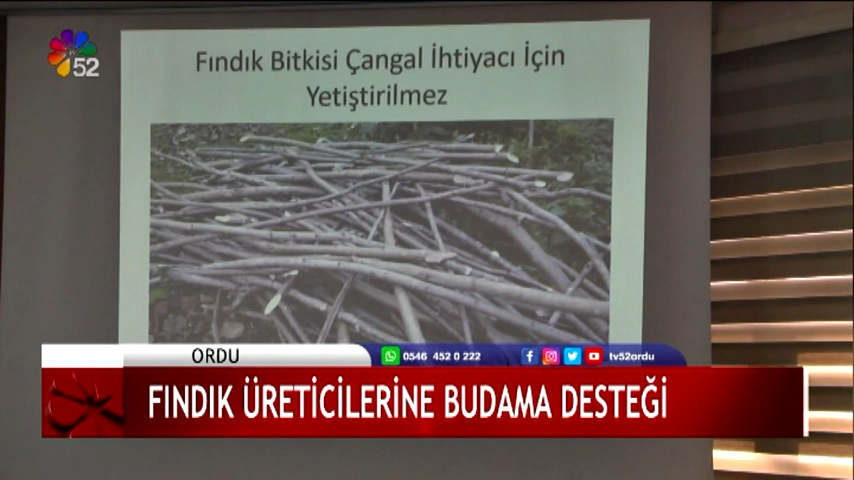 52
Fındık Bitkisi Çangal İhtiyacı İçin
Yetiştirilmez
ORDU
0546 452 0 222
tv52ordu
FINDIK ÜRETİCİLERİNE BUDAMA DESTEĞİ